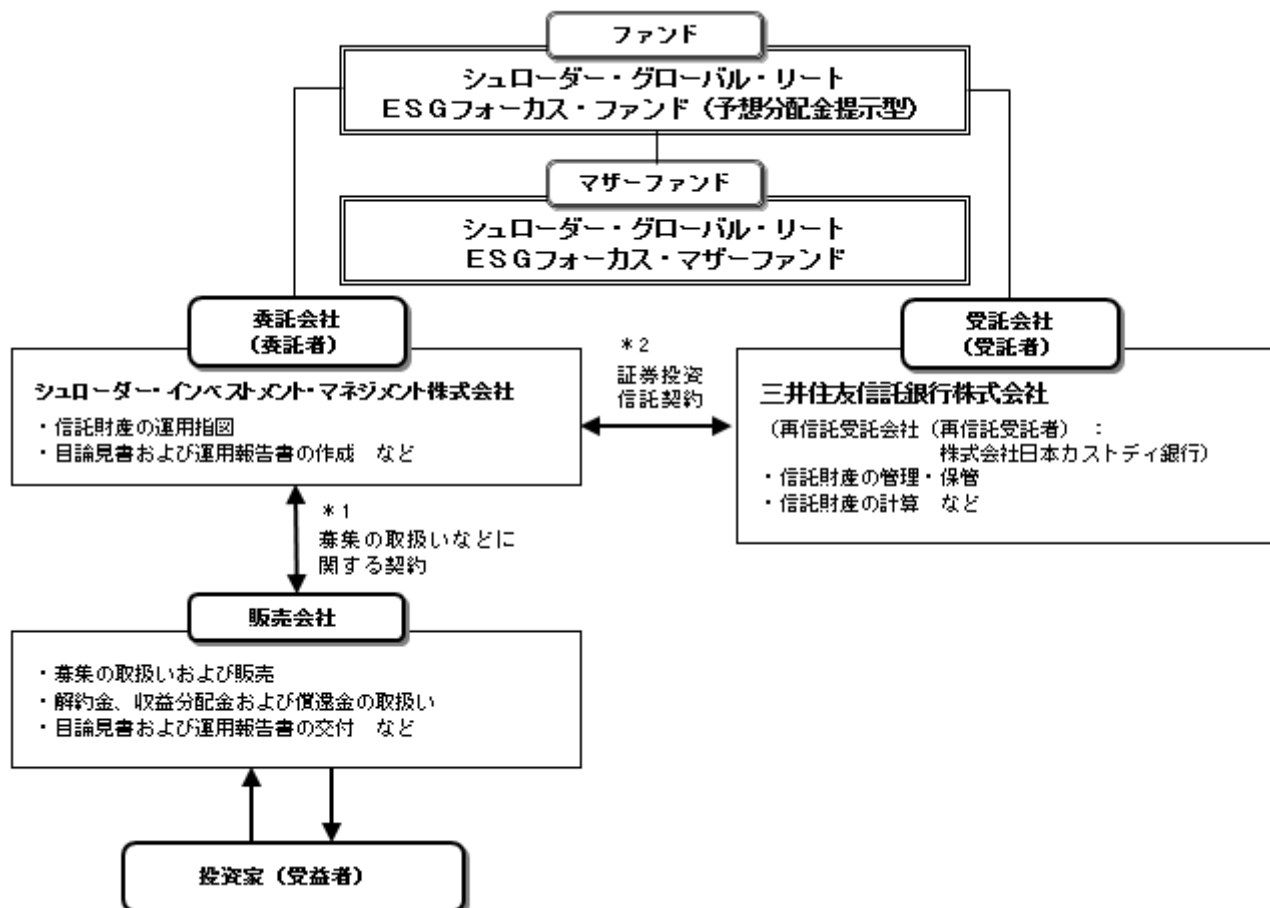 ファンド
シュローダー・グローバル・リート
ESGフォーカス・ファンド（予想分配金提示型）
マザーファンド
シュローダー・グローバル・リート
ESGフォーカス・マザーファンド
委託会社
（委託者）
シュローダー・インベストメント・マネジメント株式会社
・信託財産の運用指図
・目論見書および運用報告書の作成　など
＊2
証券投資
信託契約
受託会社
（受託者）
三井住友信託銀行株式会社
（再信託受託会社（再信託受託者）：
株式会社日本カストディ銀行）
・信託財産の管理・保管
・信託財産の計算　など
＊1
募集の取扱いなどに
関する契約
販売会社
・募集の取扱いおよび販売
・解約金、収益分配金および償還金の取扱い
・目論見書および運用報告書の交付　など
投資家（受益者）